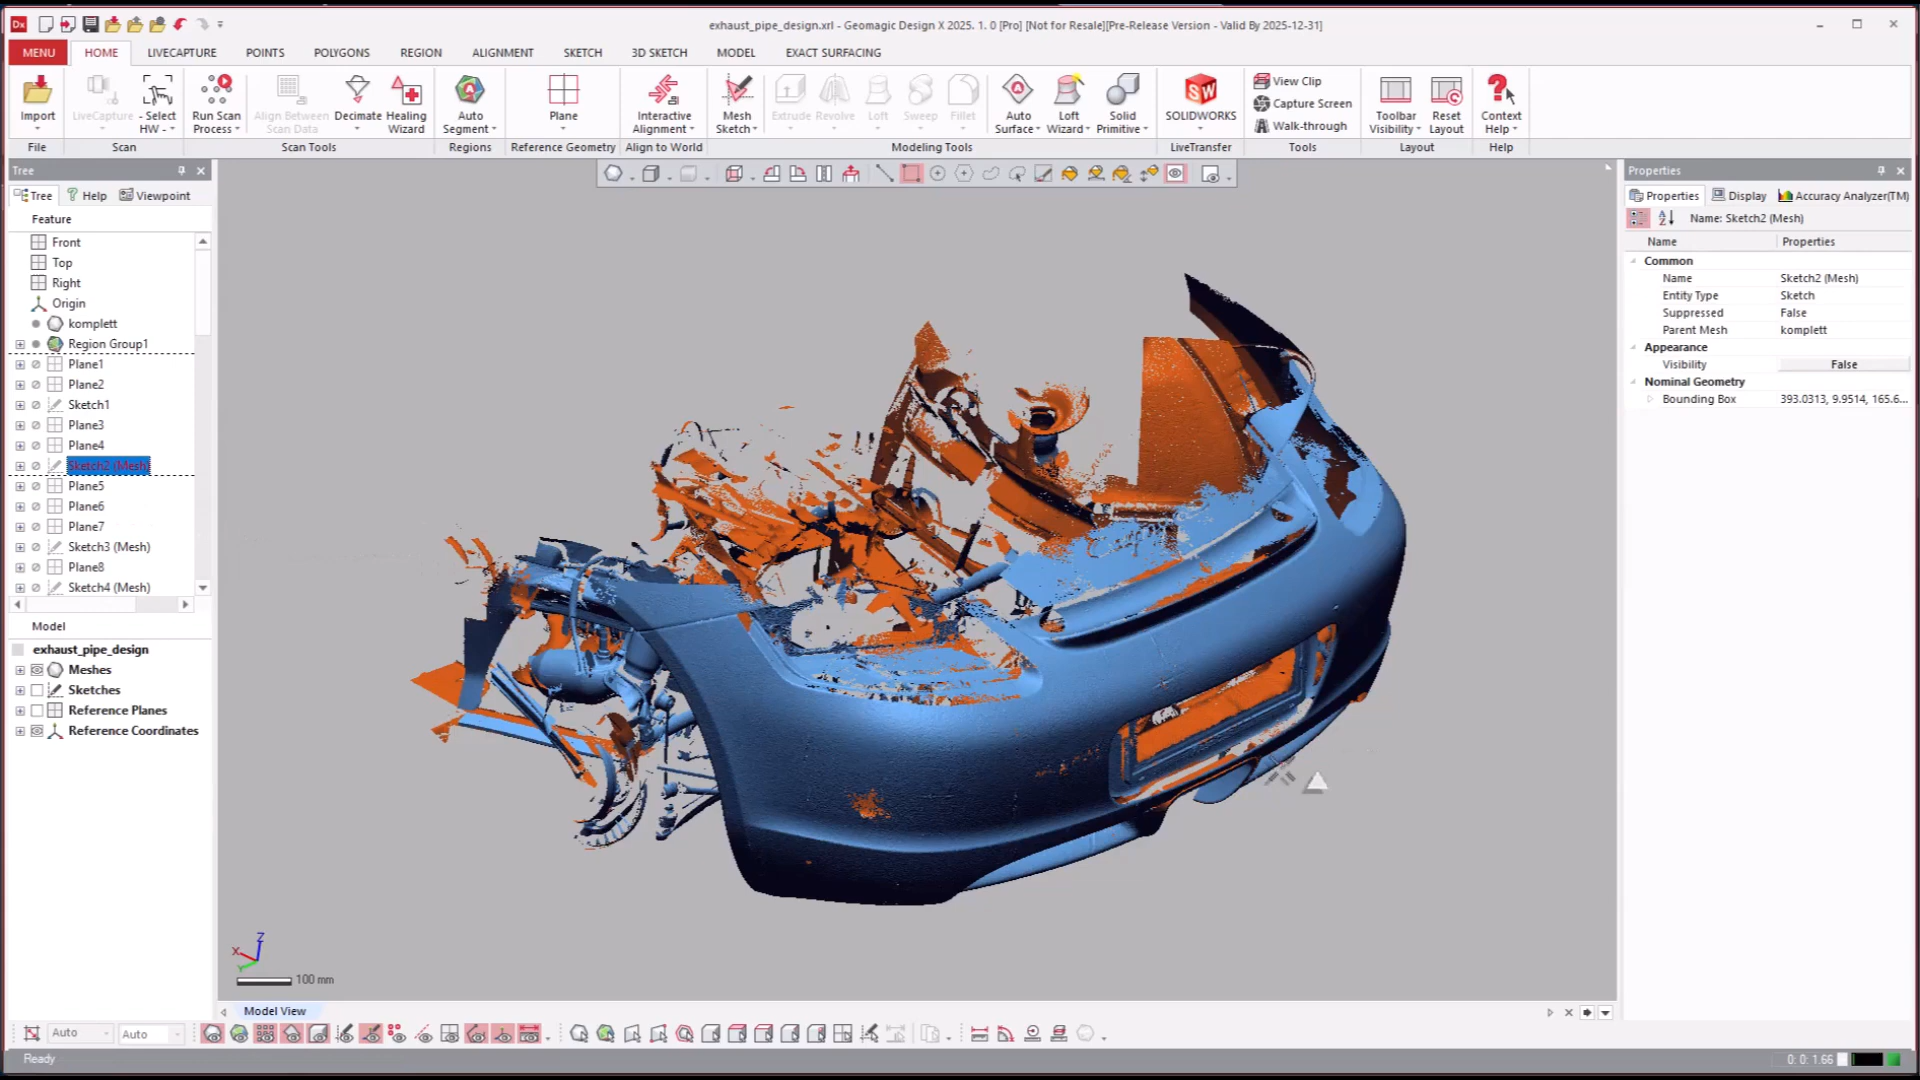 Dx
exhaust_pipe_design.xrl - Geomagic Design X 2025. 1. 0 [Pro] [Not for Resale][Pre-Release Version - Valid By 2025-12-31]
MENU HOME LIVECAPTURE POINTS POLYGONS REGION ALIGNMENT SKETCH 3D SKETCH MODEL EXACT SURFACING
Import
LiveCapture
- Select HW -
Run Scan Process
Align Between Scan Data
Decimate
Healing Wizard
Auto Segment
Plane
Interactive Alignment
Mesh Sketch
Extrude Revolve Loft Sweep Fillet
Auto Surface
Loft Wizard
Solid Primitive
SW
SOLIDWORKS
View Clip
Capture Screen
Walk-through
Toolbar Visibility
Reset Layout
Context Help
File Scan Scan Tools Regions Reference Geometry Align to World Modeling Tools LiveTransfer Tools Layout Help
Tree
Tree Help Viewpoint
Feature
Front
Top
Right
Origin
komplett
Region Group1
Plane1
Plane2
Sketch1
Plane3
Plane4
Sketch2 (Mesh)
Plane5
Plane6
Plane7
Sketch3 (Mesh)
Plane8
Sketch4 (Mesh)
Model
exhaust_pipe_design
Meshes
Sketches
Reference Planes
Reference Coordinates
Z
X
Y
100 mm
Model View
Properties
Properties Display Accuracy Analyzer(TM)
Name: Sketch2 (Mesh)
Name Properties
Common
Name Sketch2 (Mesh)
Entity Type Sketch
Suppressed False
Parent Mesh komplett
Appearance
Visibility False
Nominal Geometry
Bounding Box 393.0313, 9.9514, 165.6...
Auto Auto
Ready
0: 0: 1.66